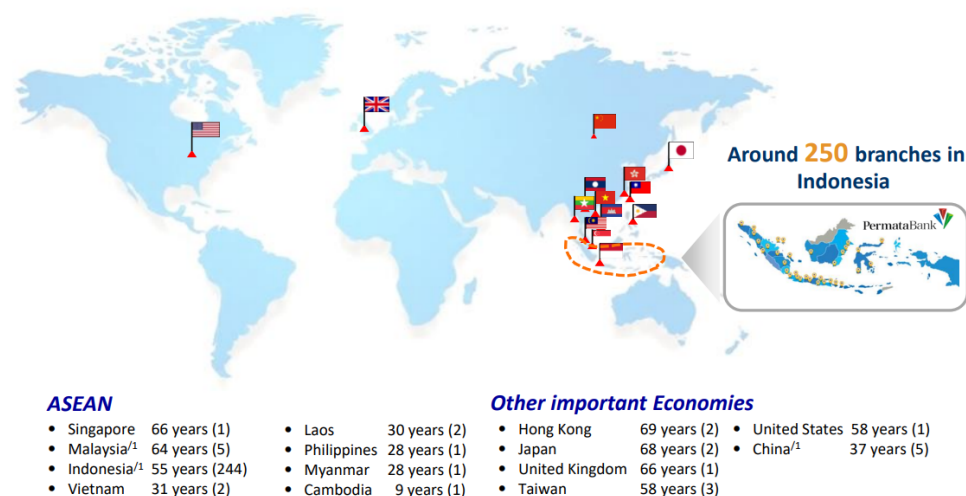 Around 250 branches in
Indonesia
PermataBank
ASEAN
• Singapore 66 years (1)
• Malaysia/1 64 years (5)
• Indonesia/1 55 years (244)
• Vietnam 31 years (2)
• Laos 30 years (2)
• Philippines 28 years (1)
• Myanmar 28 years (1)
• Cambodia 9 years (1)
Other important Economies
• Hong Kong 69 years (2)
• Japan 68 years (2)
• United Kingdom 66 years (1)
• Taiwan 58 years (3)
• United States 58 years (1)
• China/1 37 years (5)